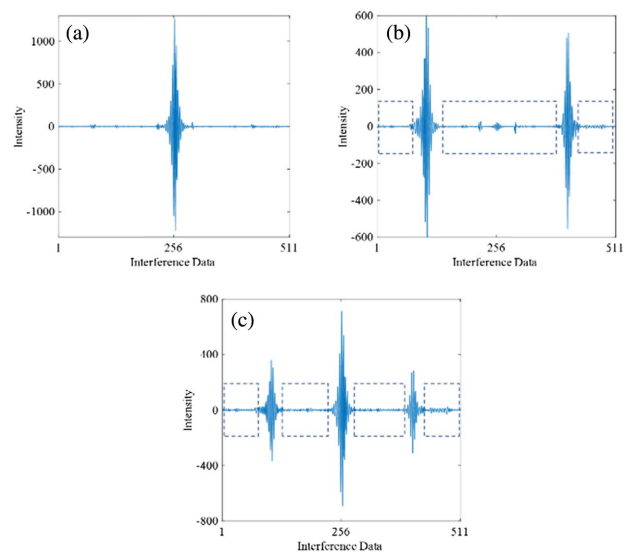 (a)
1000
500
0
-500
-1000
Intensity
1
256
511
Interference Data
(b)
600
400
200
0
-200
-400
-600
Intensity
1
256
511
Interference Data
(c)
800
400
0
-400
-800
Intensity
1
256
511
Interference Data